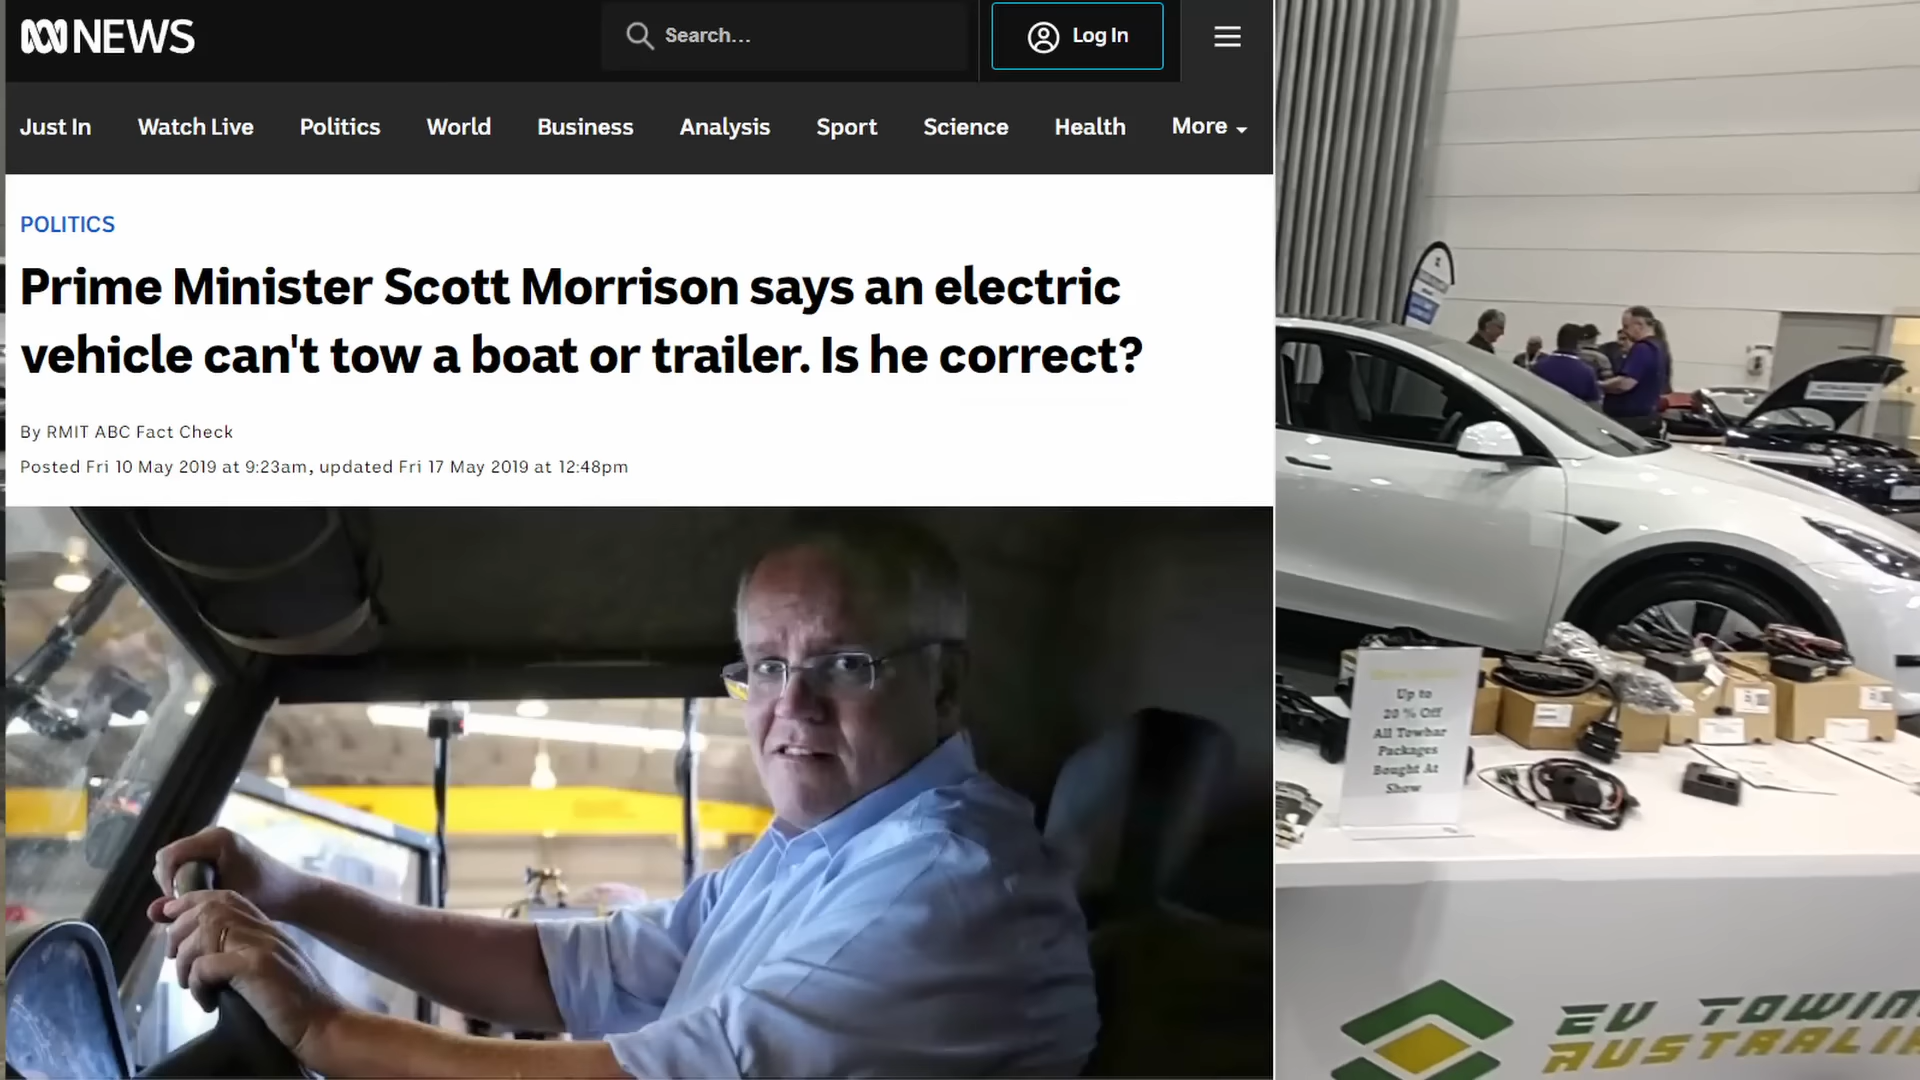 NEWS
Search...
Log In
Just In
Watch Live
Politics
World
Business
Analysis
Sport
Science
Health
More
POLITICS
Prime Minister Scott Morrison says an electric
vehicle can't tow a boat or trailer. Is he correct?
By RMIT ABC Fact Check
Posted Fri 10 May 2019 at 9:23am, updated Fri 17 May 2019 at 12:48pm
Up to
20 % Off
All Towbar
Packages
Bought At
Show
EV TOWIN
AUSTRALIA